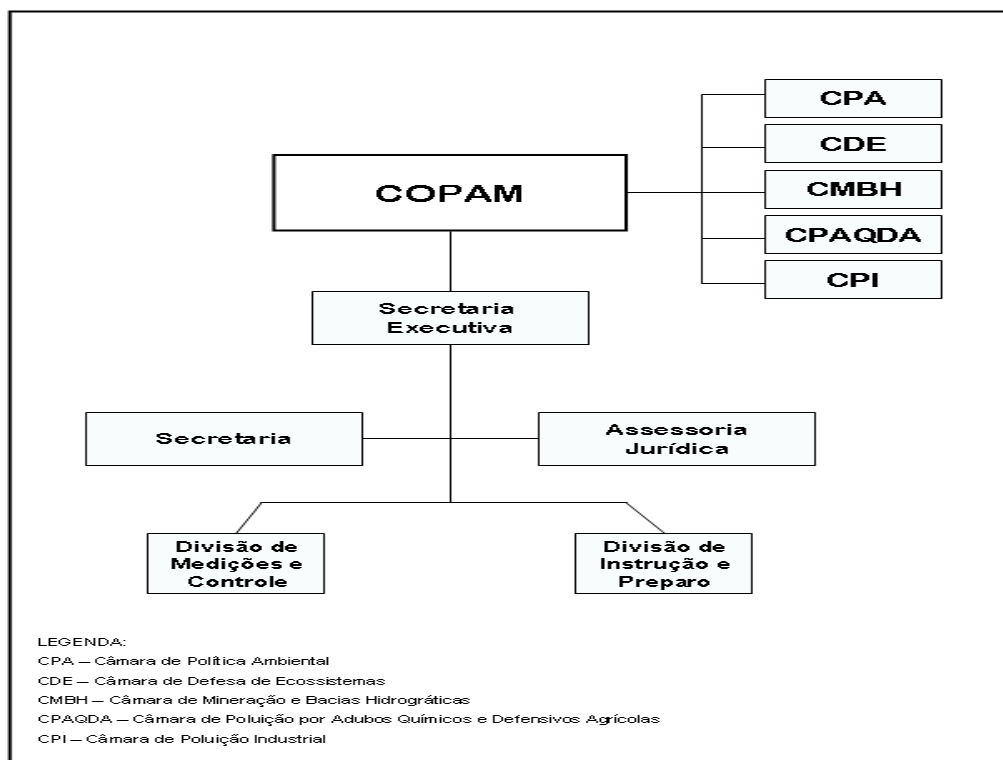 CPA
CDE
COPAM
CMBH
CPAQDA
CPI
Secretaria
Executiva
Secretaria
Assessoria
Jurídica
Divisão de
Medições e
Controle
Divisão de
Instrução e
Preparo
LEGENDA:
CPA – Câmara de Política Ambiental
CDE – Câmara de Defesa de Ecossistemas
CMBH – Câmara de Mineração e Bacias Hidrográticas
CPAQDA – Câmara de Poluição por Adubos Químicos e Defensivos Agrícolas
CPI – Câmara de Poluição Industrial